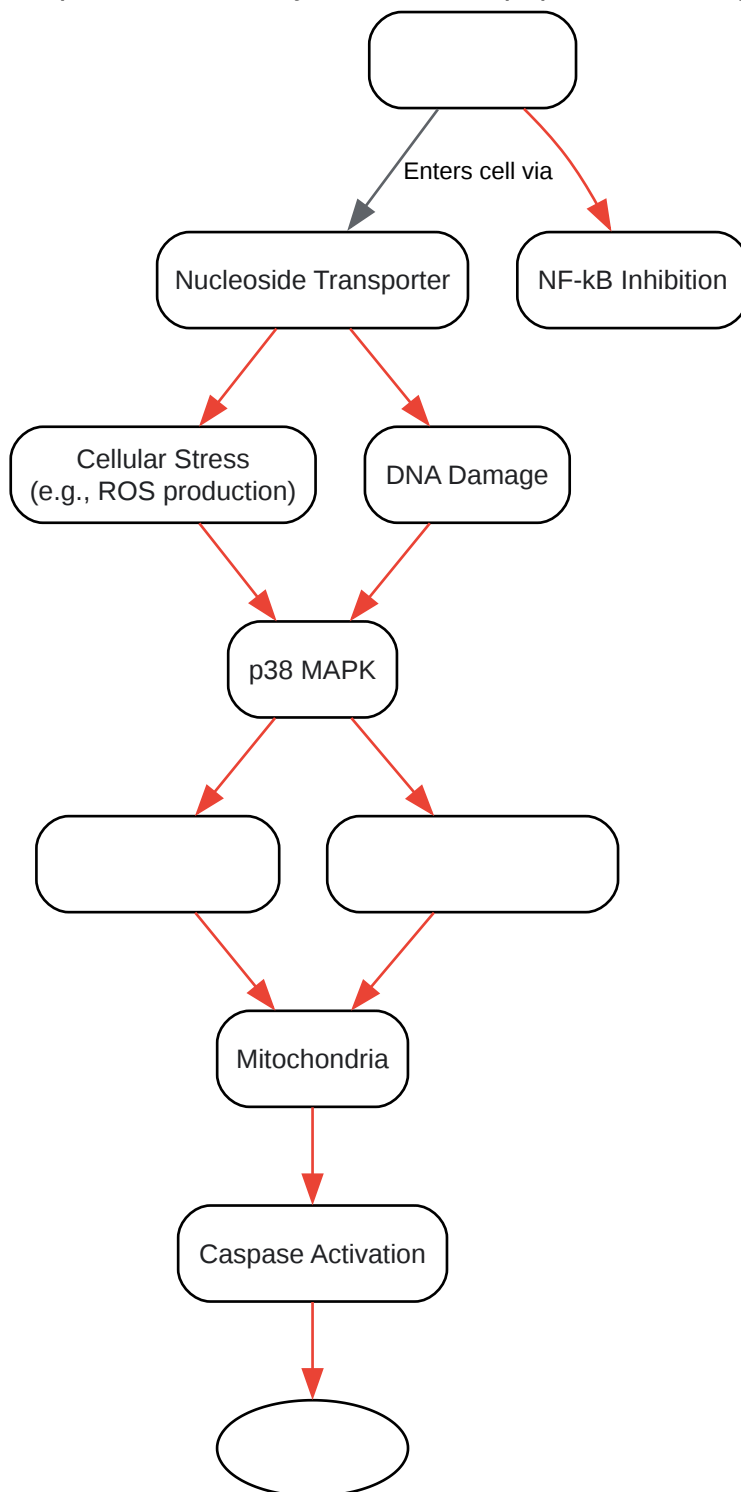 Enters cell via
Nucleoside Transporter
NF-kB Inhibition
Cellular Stress
(e.g., ROS production)
DNA Damage
p38 MAPK
Mitochondria
Caspase Activation